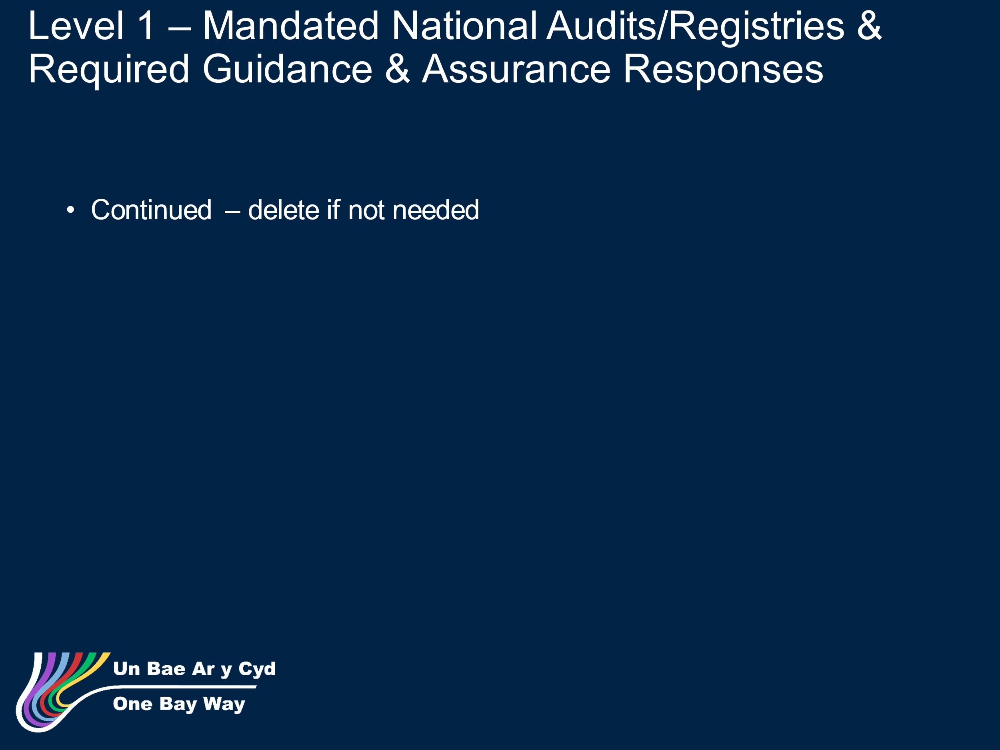 Level 1 – Mandated National Audits/Registries &
Required Guidance & Assurance Responses
• Continued – delete if not needed
Un Bae Ar y Cyd
One Bay Way